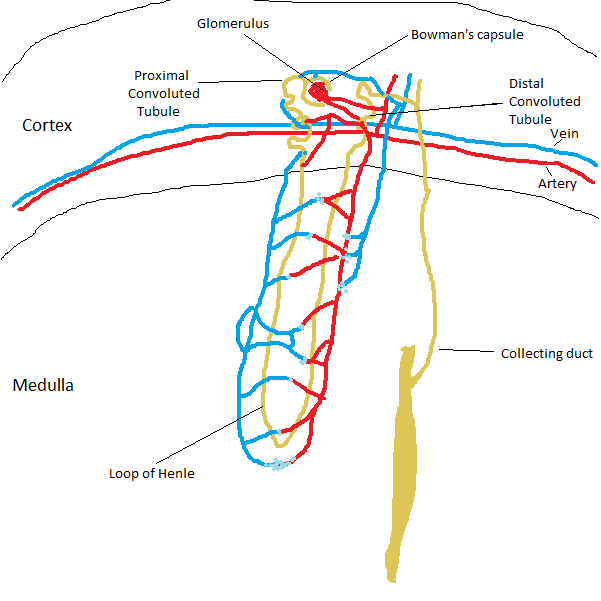 Glomerulus
Bowman's capsule
Proximal
Convoluted
Tubule
Distal
Convoluted
Tubule
Cortex
Vein
Artery
Collecting duct
Medulla
Loop of Henle